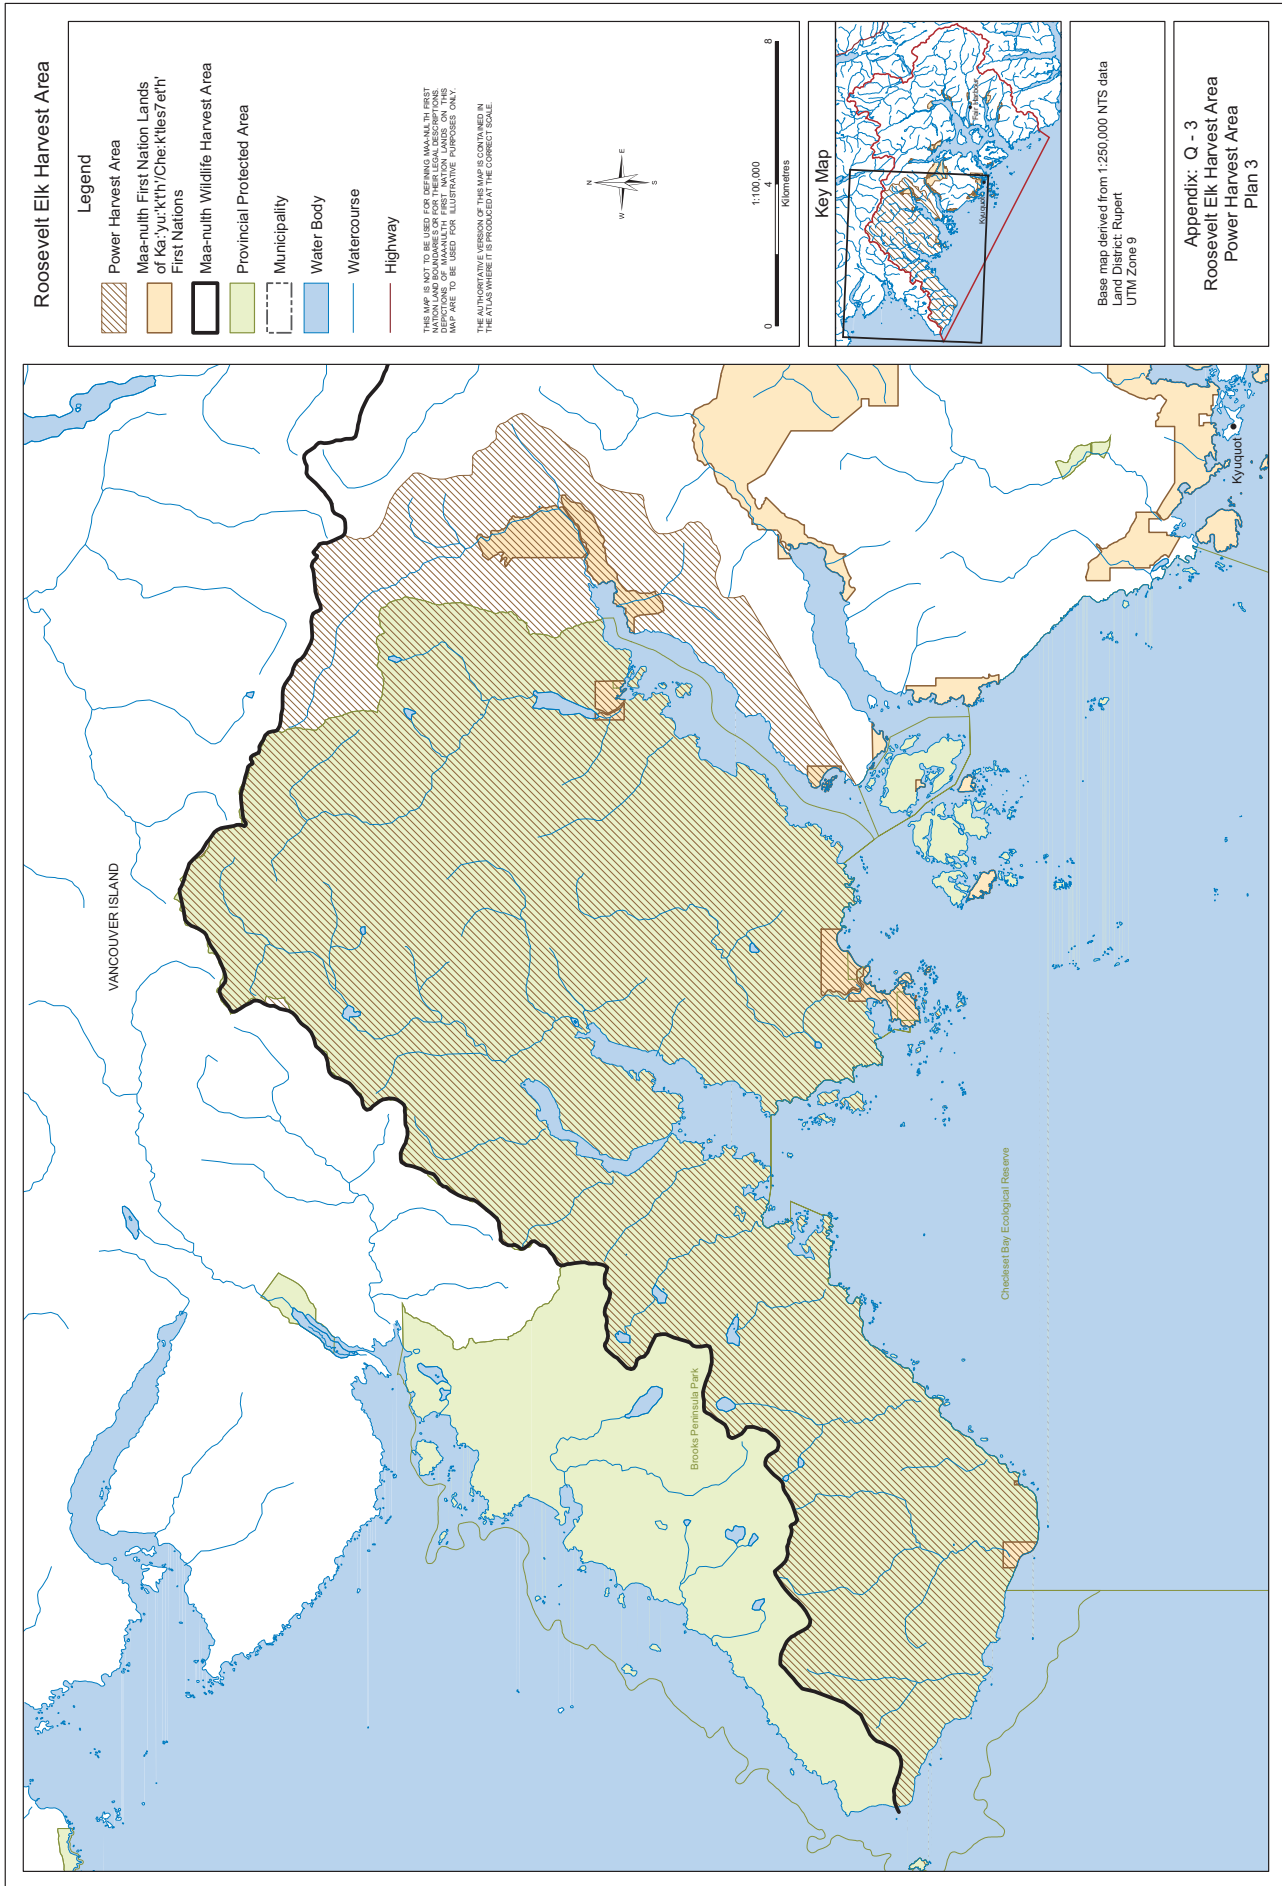 Roosevelt Elk Harvest Area
Legend
Power Harvest Area
Maa-nulth First Nation Lands
of Ka:'yu:'k't'h'/Che:k'tles7et'h'
First Nations
Maa-nulth Wildlife Harvest Area
Provincial Protected Area
Municipality
Water Body
Watercourse
Highway
THIS MAP IS NOT TO BE USED FOR DEFINING MAA-NULTH FIRST
NATION LAND BOUNDARIES OR FOR THEIR LEGAL DESCRIPTIONS.
DEPICTIONS OF MAA-NULTH FIRST NATION LANDS ON THIS
MAP ARE TO BE USED FOR ILLUSTRATIVE PURPOSES ONLY.
THE AUTHORITATIVE VERSION OF THIS MAP IS CONTAINED IN
THE ATLAS WHERE IT IS PRODUCED AT THE CORRECT SCALE.
N
W
E
S
1:100,000
0
4
8
Kilometres
Key Map
Fair Harbour
Kyuquot
Base map derived from 1:250,000 NTS data
Land District: Rupert
UTM Zone 9
Appendix: Q - 3
Roosevelt Elk Harvest Area
Power Harvest Area
Plan 3
VANCOUVER ISLAND
Brooks Peninsula Park
Checleset Bay Ecological Reserve
Kyuquot